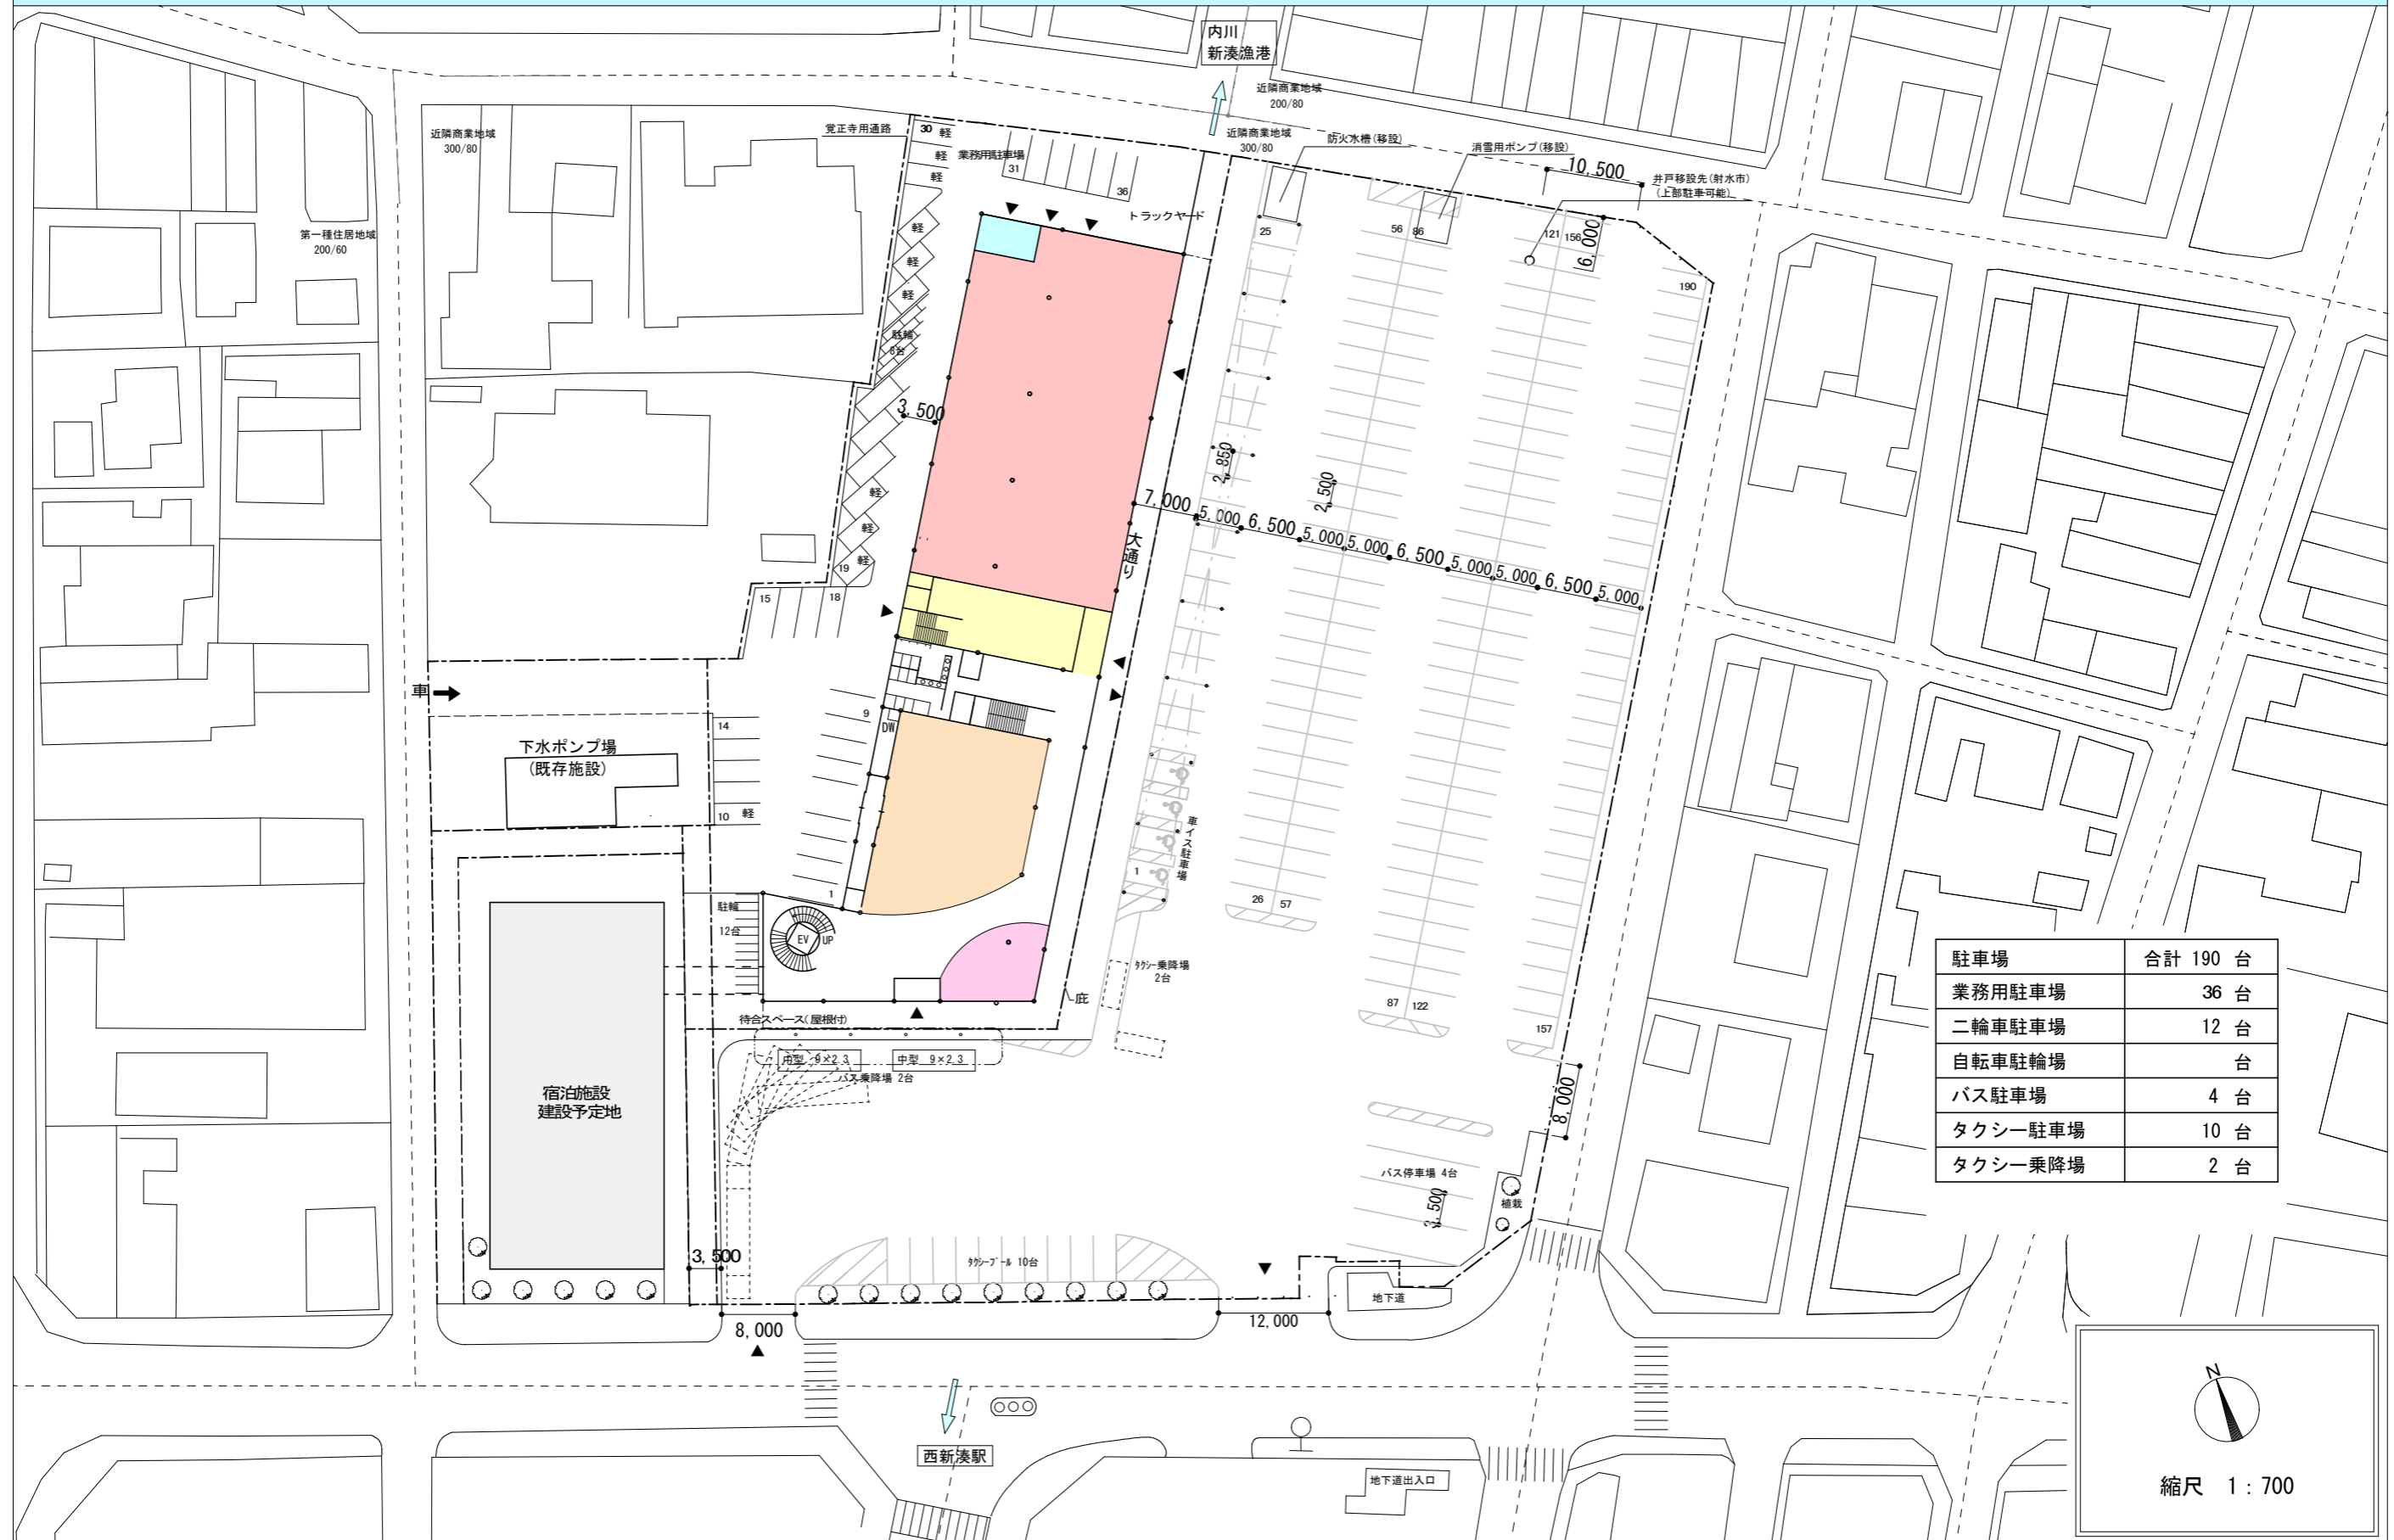 内川
新湊漁港
近隣商業地域
200/80
近隣商業地域
300/80
覚正寺用通路
30
軽
業務用駐車場
軽
31
軽
36
近隣商業地域
300/80
防火水槽(移設)
消雪用ポンプ(移設)
10,500
井戸移設先(射水市)
(上部駐車可能)
トラックヤード
第一種住居地域
200/60
軽
25
56
86
121
156
6,000
軽
190
軽
駐輪
8台
3,500
2,850
2,500
軽
7,000
5,000
6,500
5,000
5,000
6,500
5,000
5,000
6,500
5,000
軽
大通り
19
軽
15
18
車
9
14
DW
下水ポンプ場
(既存施設)
10
軽
車イス駐車場
1
1
26
57
駐輪
12台
EV
UP
タクシー乗降場
2台
庇
87
122
157
待合スペース(屋根付)
中型 9×2.3
中型 9×2.3
バス乗降場 2台
宿泊施設
建設予定地
8,000
バス停車場 4台
3,500
植栽
3,500
タクシープール 10台
地下道
8,000
12,000
駐車場 合計 190 台
業務用駐車場 36 台
二輪車駐車場 12 台
自転車駐輪場 台
バス駐車場 4 台
タクシー駐車場 10 台
タクシー乗降場 2 台
西新湊駅
地下道出入口
N
縮尺 1:700